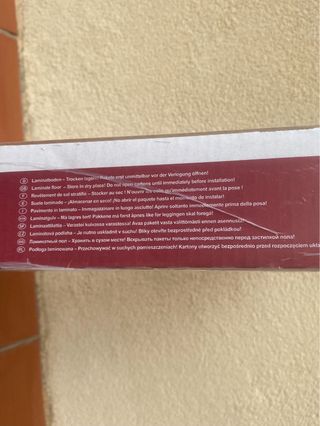 D Laminatboden – Trocken lagern! Pakete erst unmittelbar vor der Verlegung öffnen!
GB Laminate floor – Store in dry place! Do not open cartons until immediately before installation!
F Revêtement de sol stratifié – Stocker au sec ! N'ouvrir les colis qu'immédiatement avant la pose !
E Suelo laminado – ¡Almacenar en seco! ¡No abrir el paquete hasta el momento de instalar!
I Pavimento in laminato – Immagazzinare in luogo asciutto! Aprire soltanto immediatamente prima della posa!
Laminatgulv – Må lagres tørt! Pakkene må først åpnes like før leggingen skal foregå!
Laminaattilattia – Varastoi kuivassa varastossa! Avaa paketit vasta välittömästi ennen asennusta!
CZ Laminátová podlaha – Je nutno uskladnit v suchu! Balíky otevřete bezprostředně před pokládkou!
Ламинатный пол – Хранить в сухом месте! Вскрывать пакеты только непосредственно перед застилкой пола!
PL Podłoga laminowana – Przechowywać w suchych pomieszczeniach! Kartony otworzyć bezpośrednio przed rozpoczęciem